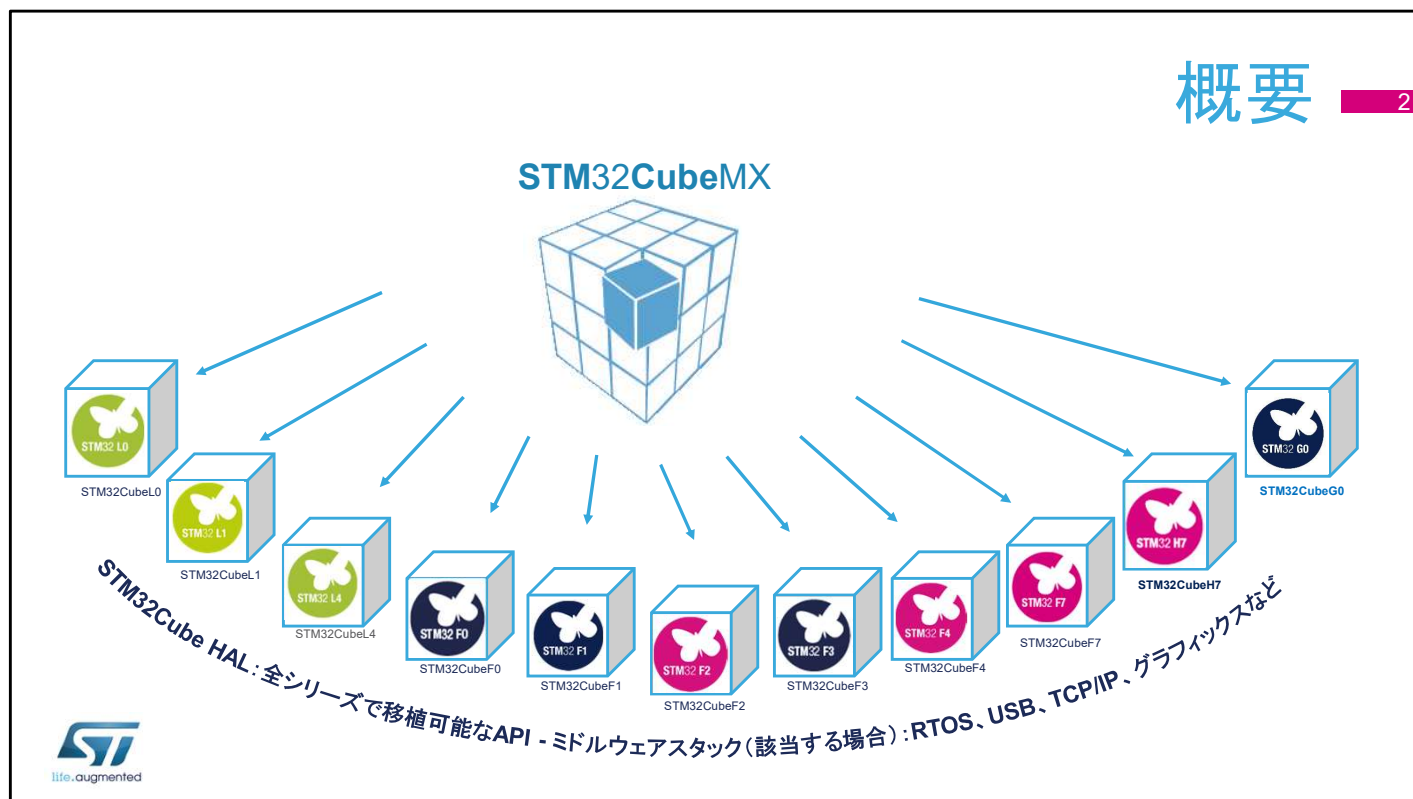 概要
2
STM32CubeMX
STM32 L0
STM32CubeL0
STM32 L1
STM32CubeL1
STM32 L4
STM32CubeL4
STM32 F0
STM32CubeF0
STM32 F1
STM32CubeF1
STM32 F2
STM32CubeF2
STM32 F3
STM32CubeF3
STM32 F4
STM32CubeF4
STM32 F7
STM32CubeF7
STM32 H7
STM32CubeH7
STM32 G0
STM32CubeG0
STM32Cube HAL：全シリーズで移植可能なAPI - ミドルウェアスタック（該当する場合）：RTOS、USB、TCP/IP、グラフィックスなど
ST
life.augmented